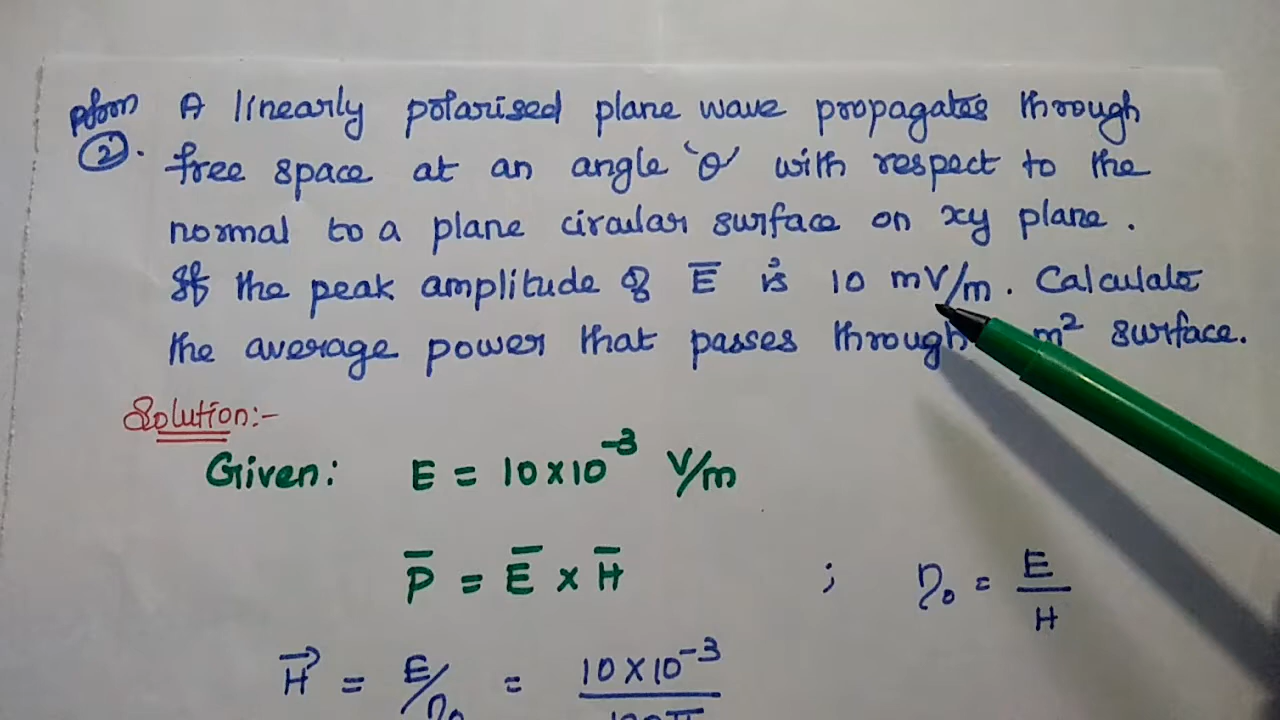 pblm A linearly polarised plane wave propagates through
②. free space at an angle 'θ' with respect to the
normal to a plane circular surface on xy plane.
If the peak amplitude of E̅ is 10 mV/m. Calculate
the average power that passes through m² surface.
Solution:-
Given: E = 10×10⁻³ V/m
P̅ = E̅ × H̅ ; η₀ = E/H
H⃗ = E/η₀ = 10×10⁻³/120π